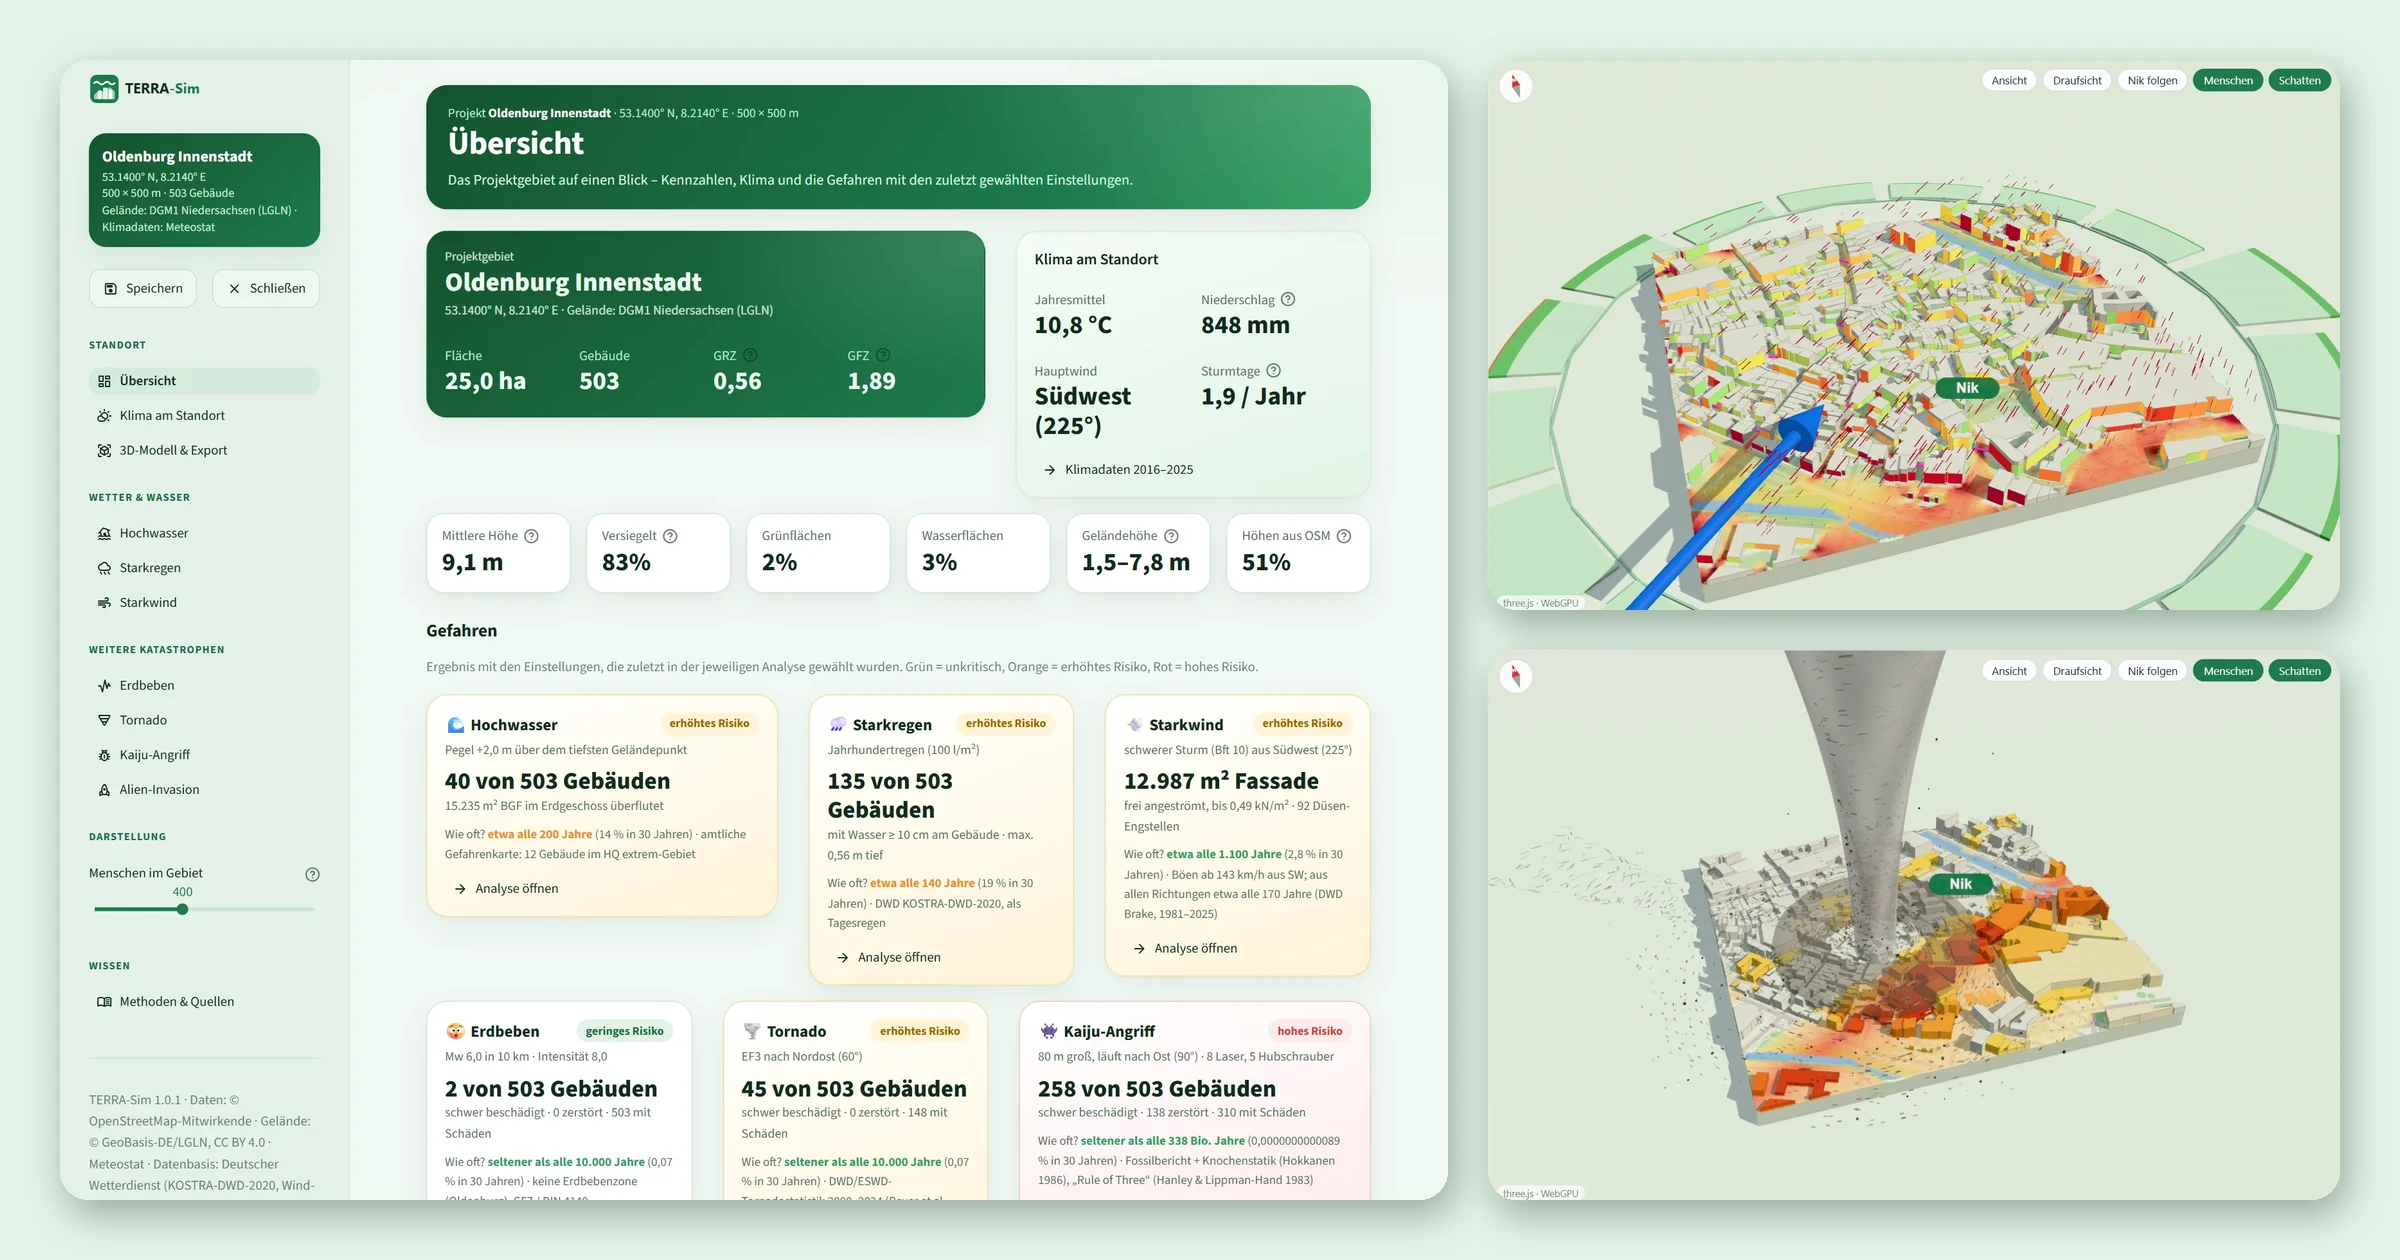 TERRA-Sim
Oldenburg Innenstadt
53.1400° N, 8.2140° E
500 × 500 m · 503 Gebäude
Gelände: DGM1 Niedersachsen (LGLN) ·
Klimadaten: Meteostat
Speichern
Schließen
STANDORT
Übersicht
Klima am Standort
3D-Modell & Export
WETTER & WASSER
Hochwasser
Starkregen
Starkwind
WEITERE KATASTROPHEN
Erdbeben
Tornado
Kaiju-Angriff
Alien-Invasion
DARSTELLUNG
Menschen im Gebiet
400
WISSEN
Methoden & Quellen
TERRA-Sim 1.0.1 · Daten: ©
OpenStreetMap-Mitwirkende · Gelände:
© GeoBasis-DE/LGLN, CC BY 4.0 ·
Meteostat · Datenbasis: Deutscher
Wetterdienst (KOSTRA-DWD-2020, Wind-
Projekt Oldenburg Innenstadt · 53.1400° N, 8.2140° E · 500 × 500 m
Übersicht
Das Projektgebiet auf einen Blick – Kennzahlen, Klima und die Gefahren mit den zuletzt gewählten Einstellungen.
Projektgebiet
Oldenburg Innenstadt
53.1400° N, 8.2140° E · Gelände: DGM1 Niedersachsen (LGLN)
Fläche Gebäude GRZ GFZ
25,0 ha 503 0,56 1,89
Klima am Standort
Jahresmittel Niederschlag
10,8 °C 848 mm
Hauptwind Sturmtage
Südwest 1,9 / Jahr
(225°)
Klimadaten 2016–2025
Mittlere Höhe Versiegelt Grünflächen Wasserflächen Geländehöhe Höhen aus OSM
9,1 m 83% 2% 3% 1,5–7,8 m 51%
Gefahren
Ergebnis mit den Einstellungen, die zuletzt in der jeweiligen Analyse gewählt wurden. Grün = unkritisch, Orange = erhöhtes Risiko, Rot = hohes Risiko.
Hochwasser erhöhtes Risiko
Pegel +2,0 m über dem tiefsten Geländepunkt
40 von 503 Gebäuden
15.235 m² BGF im Erdgeschoss überflutet
Wie oft? etwa alle 200 Jahre (14 % in 30 Jahren) · amtliche
Gefahrenkarte: 12 Gebäude im HQ extrem-Gebiet
Analyse öffnen
Starkregen erhöhtes Risiko
Jahrhundertregen (100 l/m²)
135 von 503
Gebäuden
mit Wasser ≥ 10 cm am Gebäude · max.
0,56 m tief
Wie oft? etwa alle 140 Jahre (19 % in 30
Jahren) · DWD KOSTRA-DWD-2020, als
Tagesregen
Analyse öffnen
Starkwind erhöhtes Risiko
schwerer Sturm (Bft 10) aus Südwest (225°)
12.987 m² Fassade
frei angeströmt, bis 0,49 kN/m² · 92 Düsen-
Engstellen
Wie oft? etwa alle 1.100 Jahre (2,8 % in 30
Jahren) · Böen ab 143 km/h aus SW; aus
allen Richtungen etwa alle 170 Jahre (DWD
Brake, 1981–2025)
Analyse öffnen
Erdbeben geringes Risiko
Mw 6,0 in 10 km · Intensität 8,0
2 von 503 Gebäuden
schwer beschädigt · 0 zerstört · 503 mit
Schäden
Wie oft? seltener als alle 10.000 Jahre (0,07
% in 30 Jahren) · keine Erdbebenzone
Tornado erhöhtes Risiko
EF3 nach Nordost (60°)
45 von 503 Gebäuden
schwer beschädigt · 0 zerstört · 148 mit
Schäden
Wie oft? seltener als alle 10.000 Jahre (0,07
% in 30 Jahren) · DWD/ESWD-
Kaiju-Angriff hohes Risiko
80 m groß, läuft nach Ost (90°) · 8 Laser, 5 Hubschrauber
258 von 503 Gebäuden
schwer beschädigt · 138 zerstört · 310 mit Schäden
Wie oft? seltener als alle 338 Bio. Jahre (0,0000000000089
% in 30 Jahren) · Fossilbericht + Knochenstatik (Hokkanen
1986), „Rule of Three“ (Hanley & Lippman-Hand 1983)
Ansicht Draufsicht Nik folgen Menschen Schatten
Nik
three.js · WebGPU
Ansicht Draufsicht Nik folgen Menschen Schatten
Nik
three.js · WebGPU